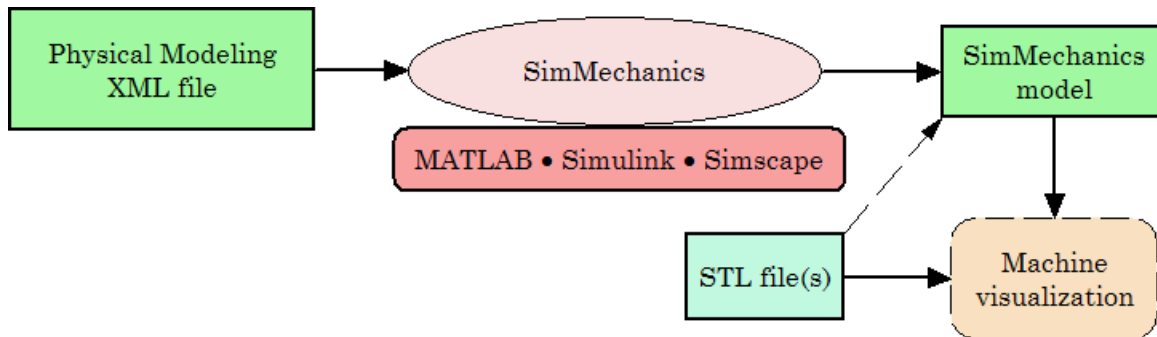 Physical Modeling
XML file
SimMechanics
SimMechanics
model
MATLAB • Simulink • Simscape
STL file(s)
Machine
visualization